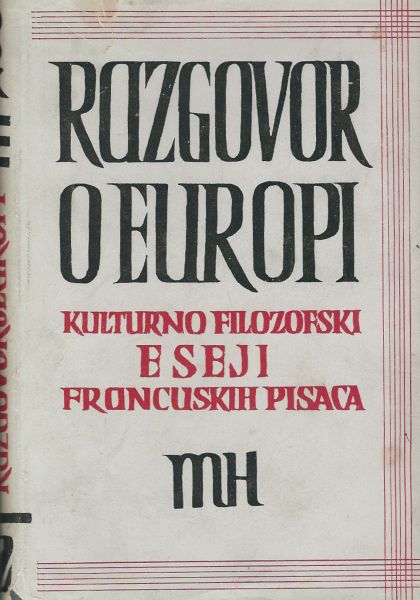 RAZGOVOR
O EUROPI
KULTURNO FILOZOFSKI
ESEJI
FRANCUSKIH PISACA
MH